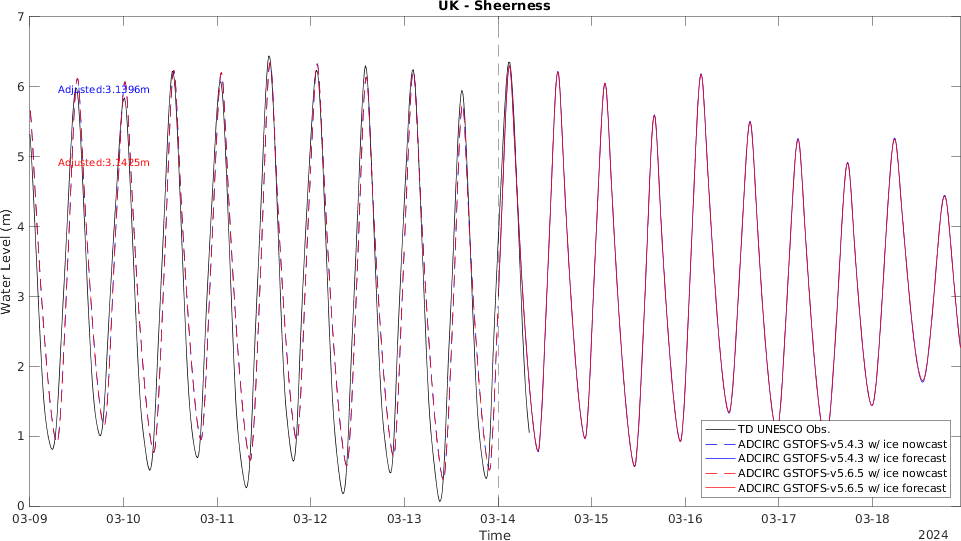 UK - Sheerness
7
6
5
4
3
2
1
0
Water Level (m)
Adjusted:3.1396m
Adjusted:3.1425m
TD UNESCO Obs.
ADCIRC GSTOFS-v5.4.3 w/ ice nowcast
ADCIRC GSTOFS-v5.4.3 w/ ice forecast
ADCIRC GSTOFS-v5.6.5 w/ ice nowcast
ADCIRC GSTOFS-v5.6.5 w/ ice forecast
03-09 03-10 03-11 03-12 03-13 03-14 03-15 03-16 03-17 03-18
Time
2024